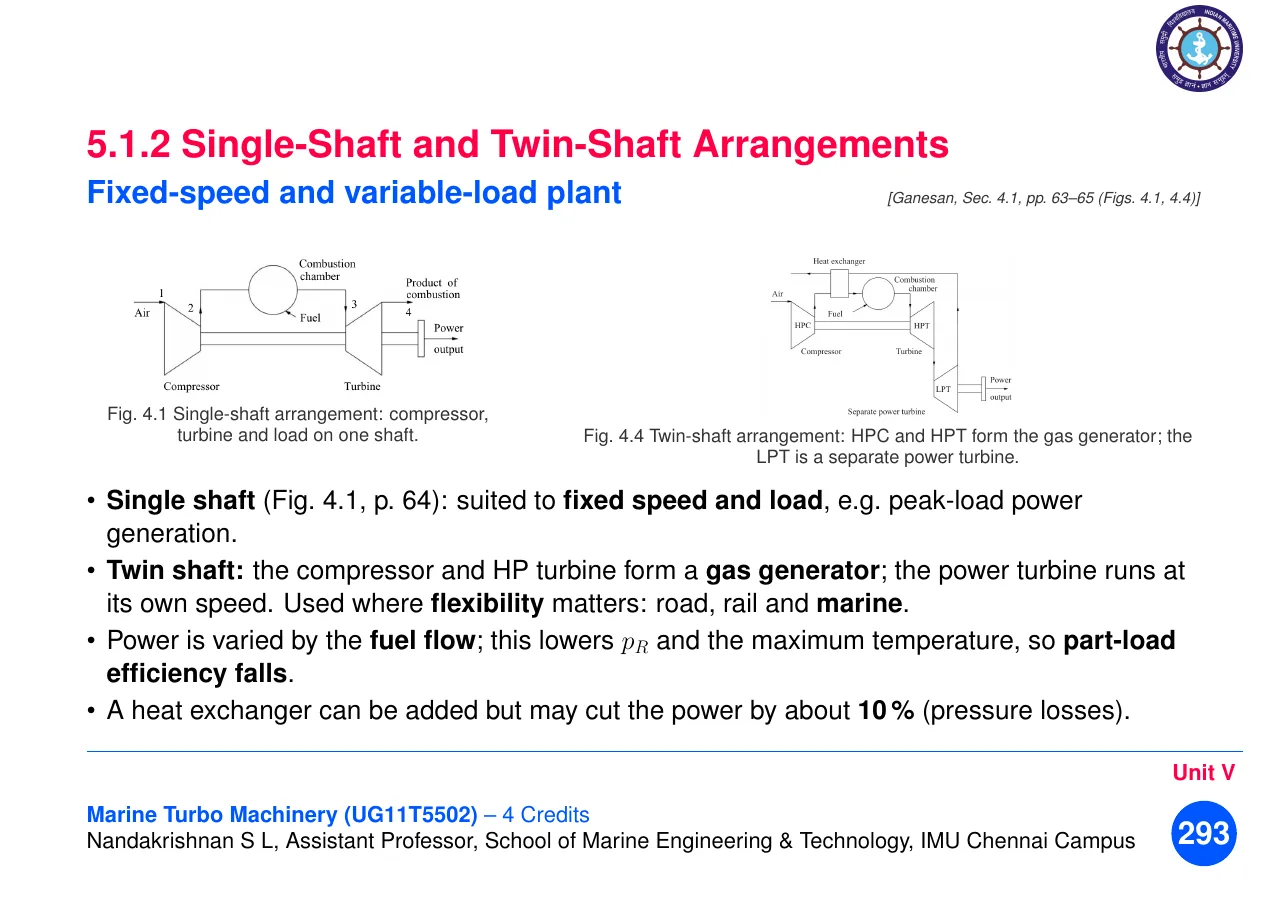 INDIAN MARITIME UNIVERSITY
5.1.2 Single-Shaft and Twin-Shaft Arrangements
Fixed-speed and variable-load plant
[Ganesan, Sec. 4.1, pp. 63–65 (Figs. 4.1, 4.4)]
Combustion
chamber
1
Air
2
Fuel
3
Product of
combustion
4
Power
output
Compressor
Turbine
Fig. 4.1 Single-shaft arrangement: compressor,
turbine and load on one shaft.
Heat exchanger
Combustion
chamber
Air
Fuel
HPC
HPT
Compressor
Turbine
LPT
Power
output
Separate power turbine
Fig. 4.4 Twin-shaft arrangement: HPC and HPT form the gas generator; the
LPT is a separate power turbine.
• Single shaft (Fig. 4.1, p. 64): suited to fixed speed and load, e.g. peak-load power
generation.
• Twin shaft: the compressor and HP turbine form a gas generator; the power turbine runs at
its own speed. Used where flexibility matters: road, rail and marine.
• Power is varied by the fuel flow; this lowers p_R and the maximum temperature, so part-load
efficiency falls.
• A heat exchanger can be added but may cut the power by about 10 % (pressure losses).
Unit V
Marine Turbo Machinery (UG11T5502) – 4 Credits
Nandakrishnan S L, Assistant Professor, School of Marine Engineering & Technology, IMU Chennai Campus
293